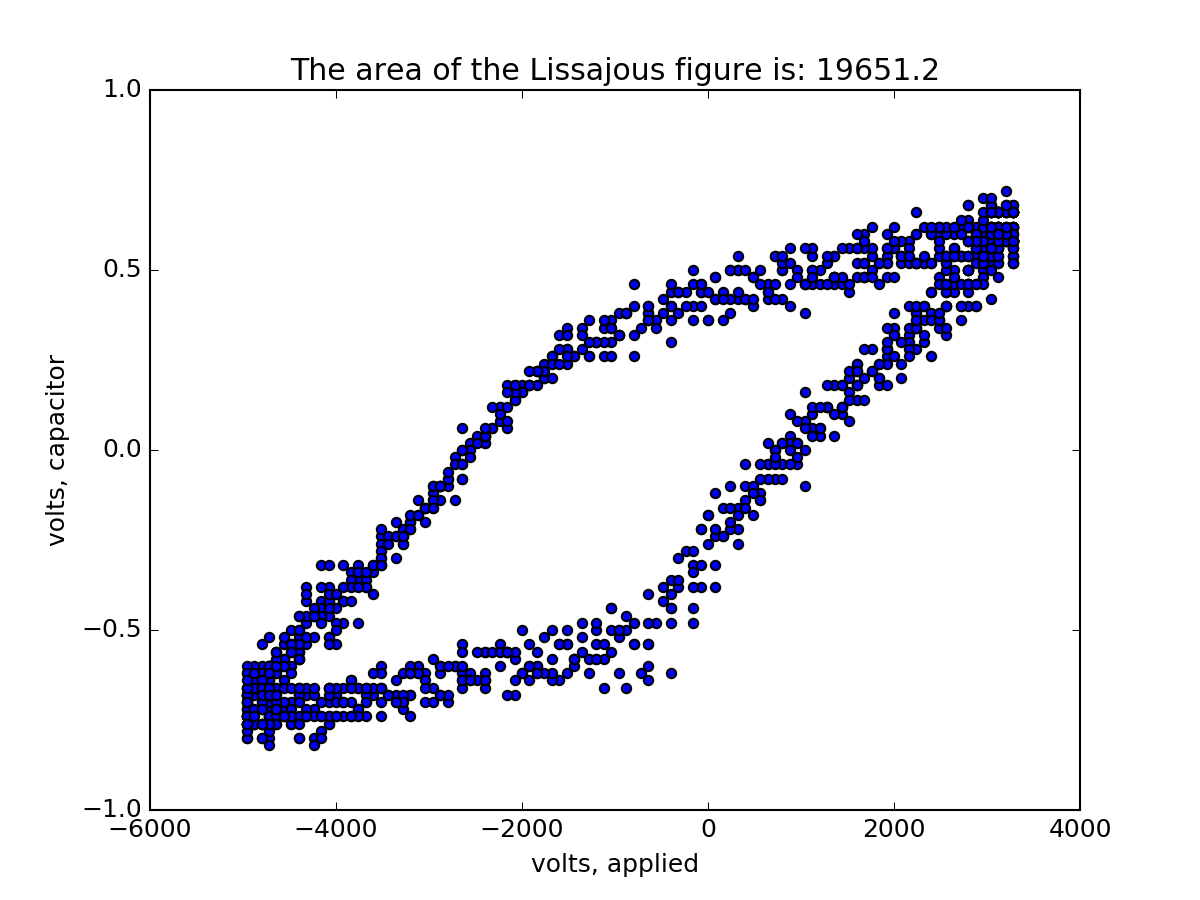 The area of the Lissajous figure is: 19651.2
1.0
0.5
0.0
−0.5
−1.0
volts, capacitor
−6000 −4000 −2000 0 2000 4000
volts, applied